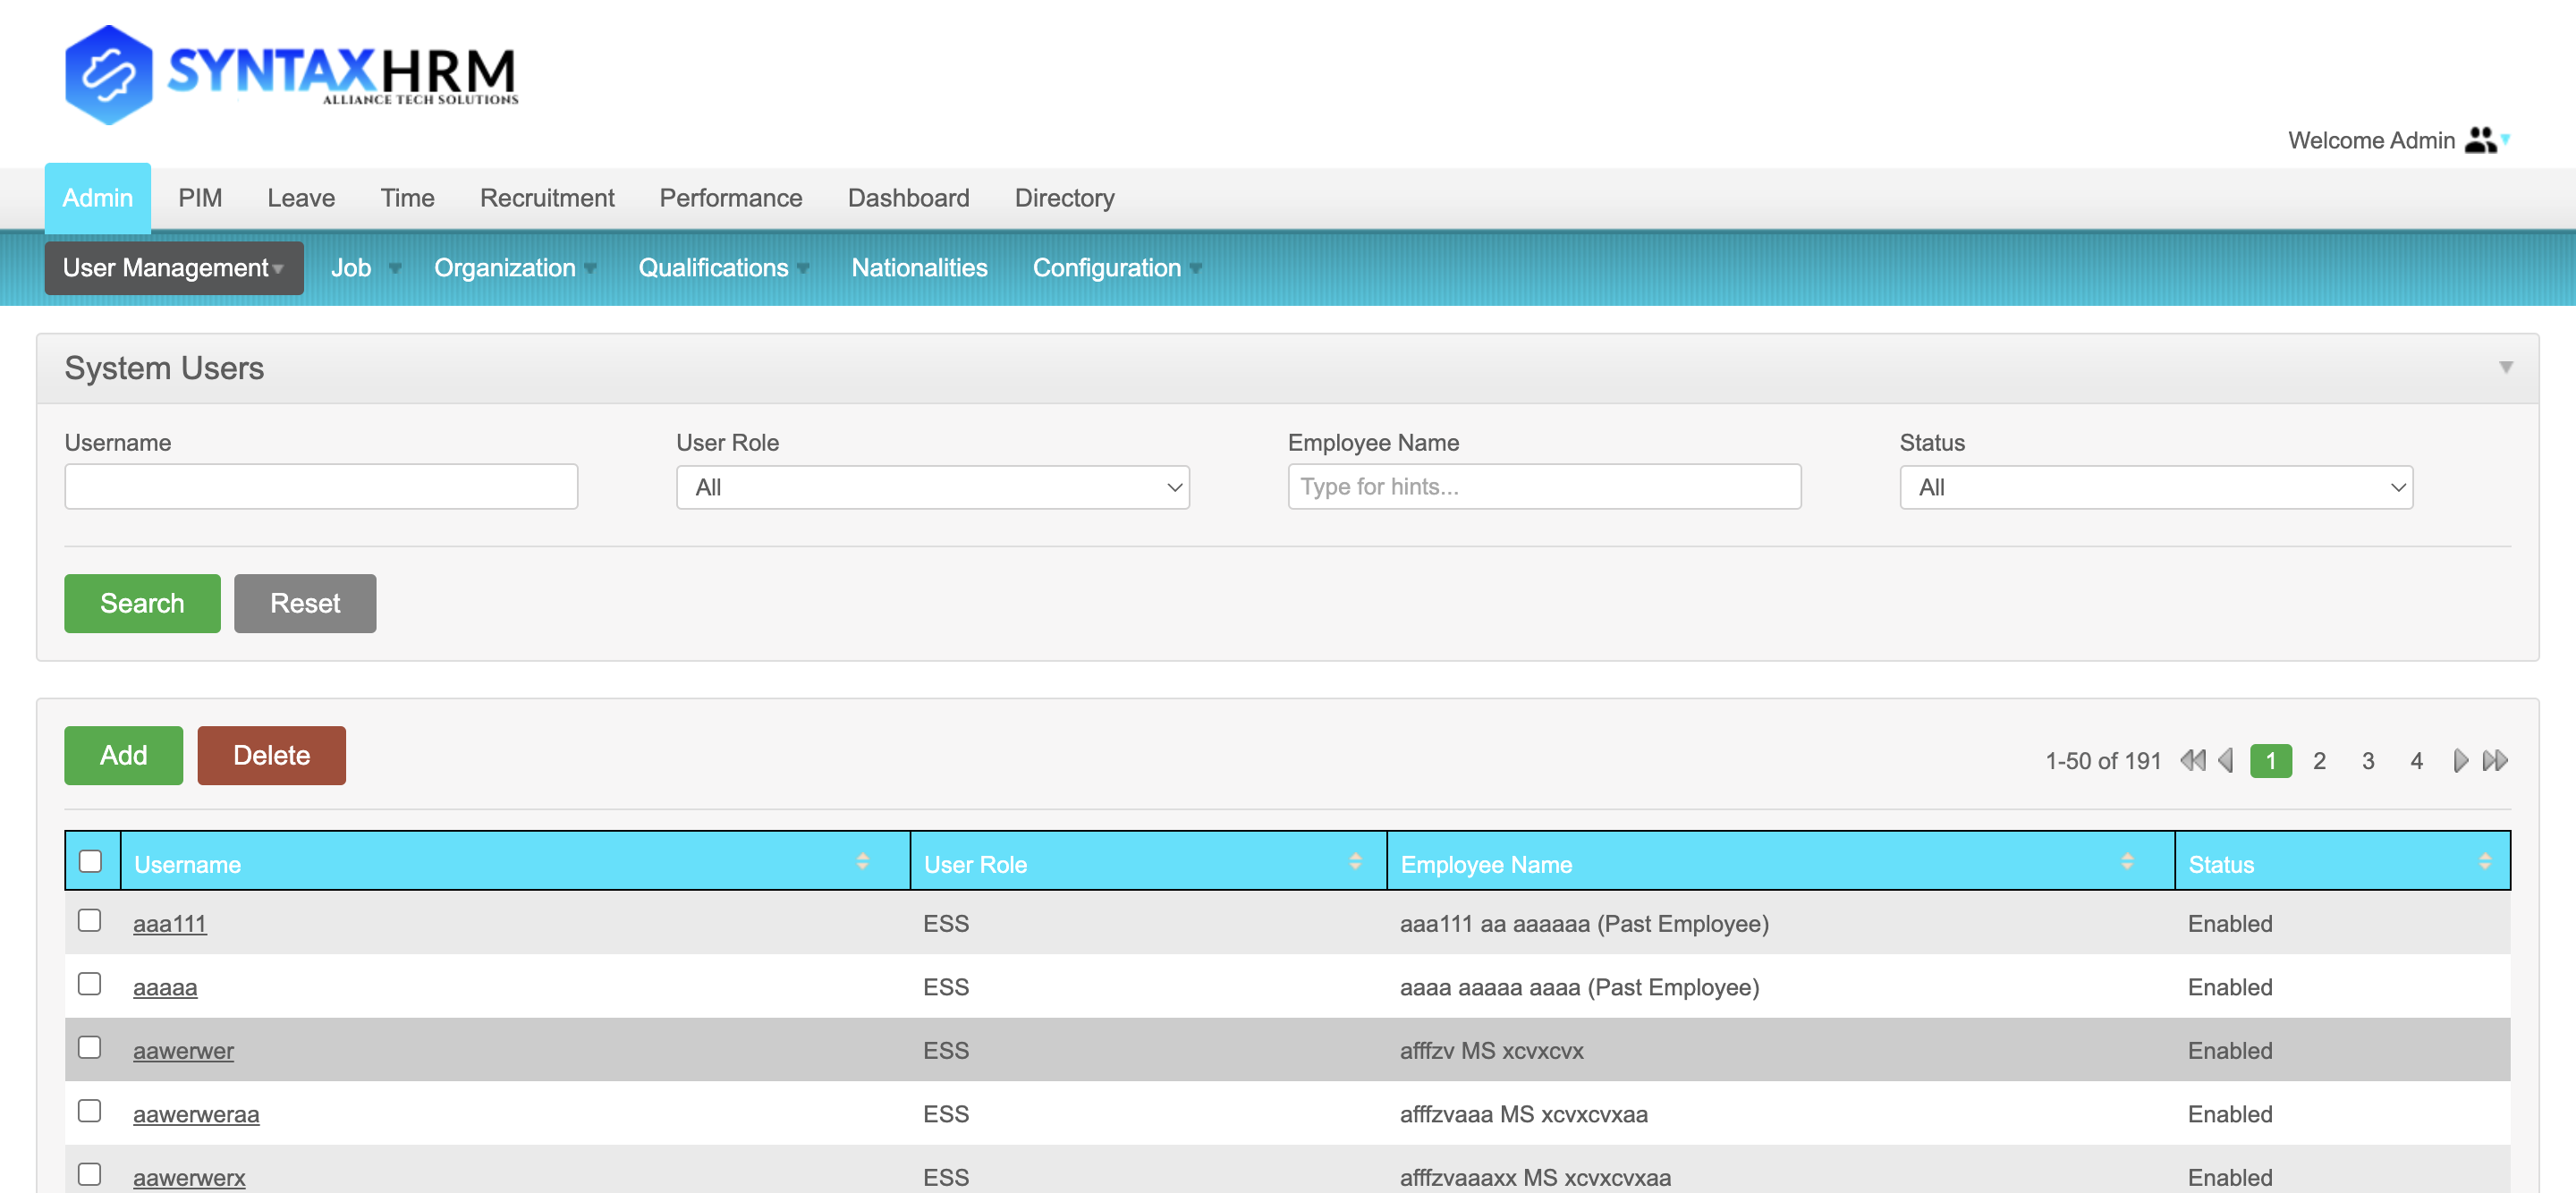 SYNTAXHRM
ALLIANCE TECH SOLUTIONS
Welcome Admin
Admin PIM Leave Time Recruitment Performance Dashboard Directory
User Management Job Organization Qualifications Nationalities Configuration
System Users
Username User Role Employee Name Status
All Type for hints... All
Search Reset
Add Delete 1-50 of 191 1 2 3 4
Username User Role Employee Name Status
aaa111 ESS aaa111 aa aaaaaa (Past Employee) Enabled
aaaaa ESS aaaa aaaaa aaaa (Past Employee) Enabled
aawerwer ESS afffzv MS xcvxcvx Enabled
aawerweraa ESS afffzvaaa MS xcvxcvxaa Enabled
aawerwerx ESS afffzvaaaxx MS xcvxcvxaa Enabled